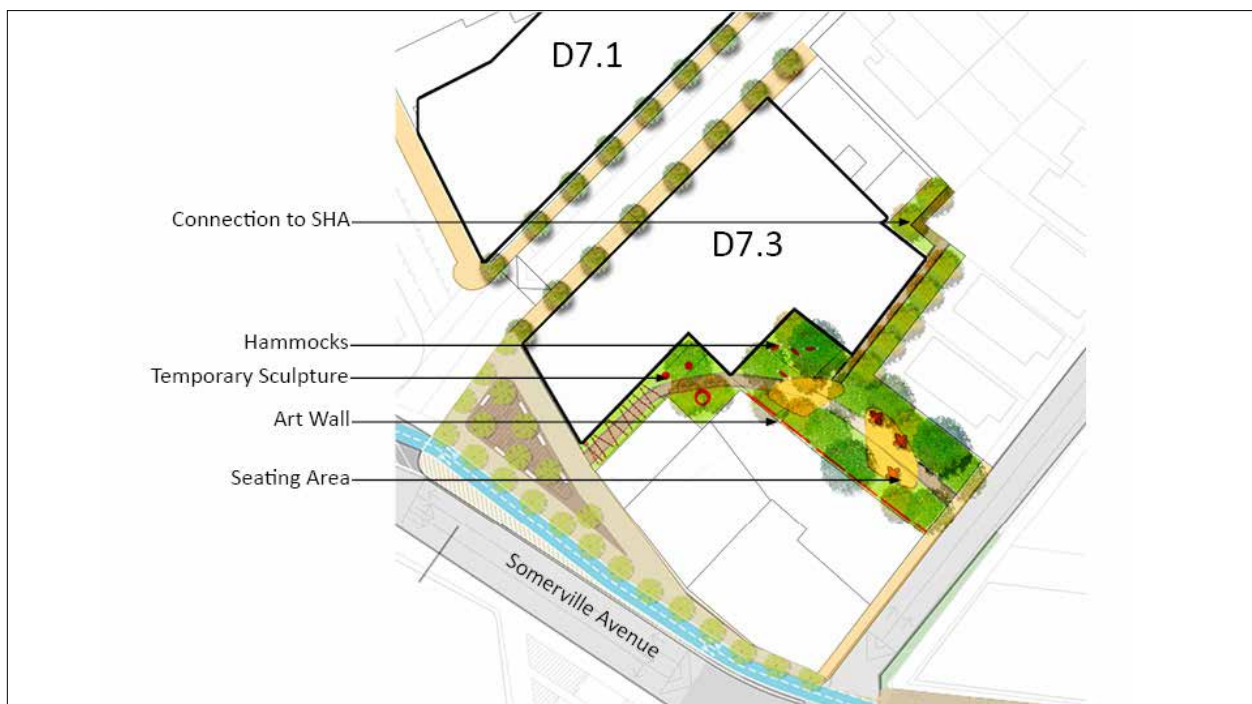 D7.1
Connection to SHA
D7.3
Hammocks
Temporary Sculpture
Art Wall
Seating Area
Somerville Avenue